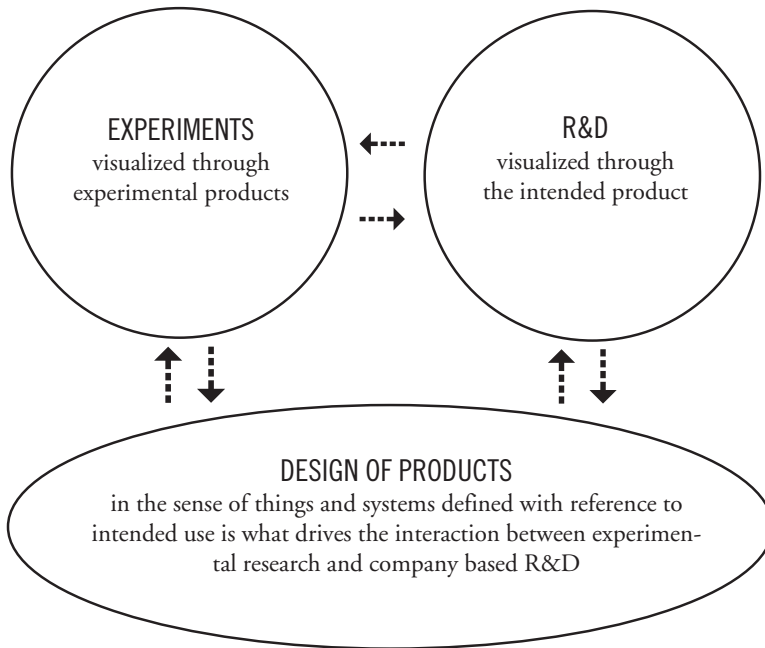 EXPERIMENTS
visualized through
experimental products
R&D
visualized through
the intended product
DESIGN OF PRODUCTS
in the sense of things and systems defined with reference to
intended use is what drives the interaction between experimen-
tal research and company based R&D